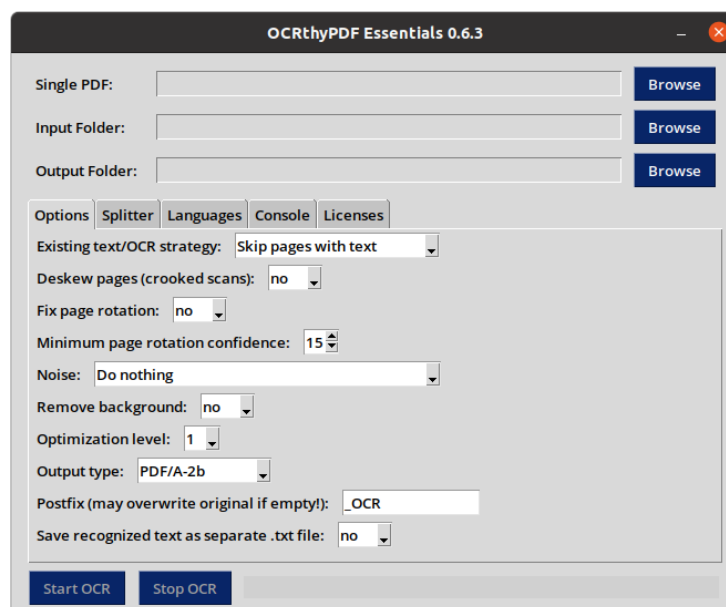 OCRthyPDF Essentials 0.6.3
Single PDF: Browse
Input Folder: Browse
Output Folder: Browse
Options Splitter Languages Console Licenses
Existing text/OCR strategy: Skip pages with text
Deskew pages (crooked scans): no
Fix page rotation: no
Minimum page rotation confidence: 15
Noise: Do nothing
Remove background: no
Optimization level: 1
Output type: PDF/A-2b
Postfix (may overwrite original if empty!): _OCR
Save recognized text as separate .txt file: no
Start OCR Stop OCR